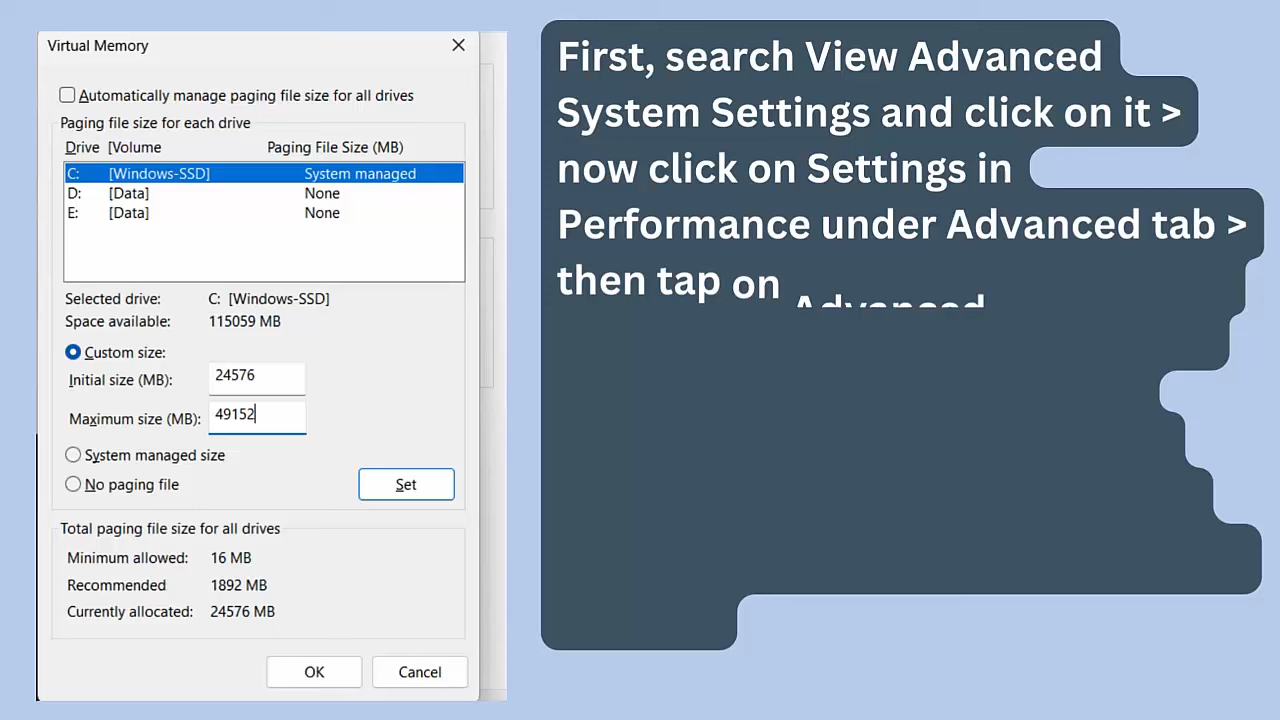 Virtual Memory
Automatically manage paging file size for all drives
Paging file size for each drive
Drive [Volume Paging File Size (MB)
C: [Windows-SSD] System managed
D: [Data] None
E: [Data] None
Selected drive: C: [Windows-SSD]
Space available: 115059 MB
Custom size:
Initial size (MB): 24576
Maximum size (MB): 49152
System managed size
No paging file
Set
Total paging file size for all drives
Minimum allowed: 16 MB
Recommended 1892 MB
Currently allocated: 24576 MB
OK Cancel
First, search View Advanced
System Settings and click on it >
now click on Settings in
Performance under Advanced tab >
then tap on Advanced